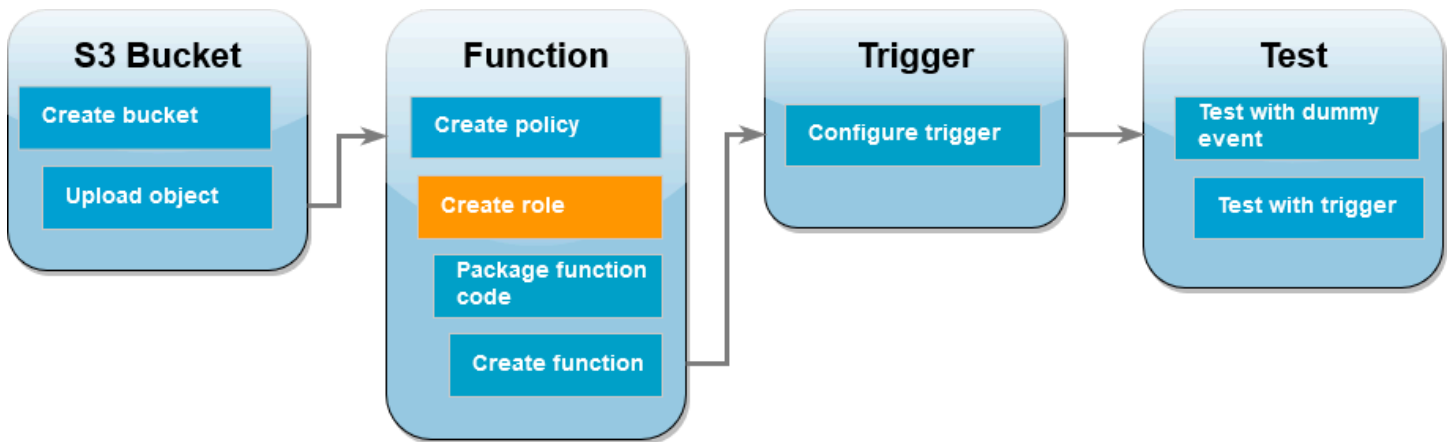 S3 Bucket
Create bucket
Upload object
Function
Create policy
Create role
Package function
code
Create function
Trigger
Configure trigger
Test
Test with dummy
event
Test with trigger